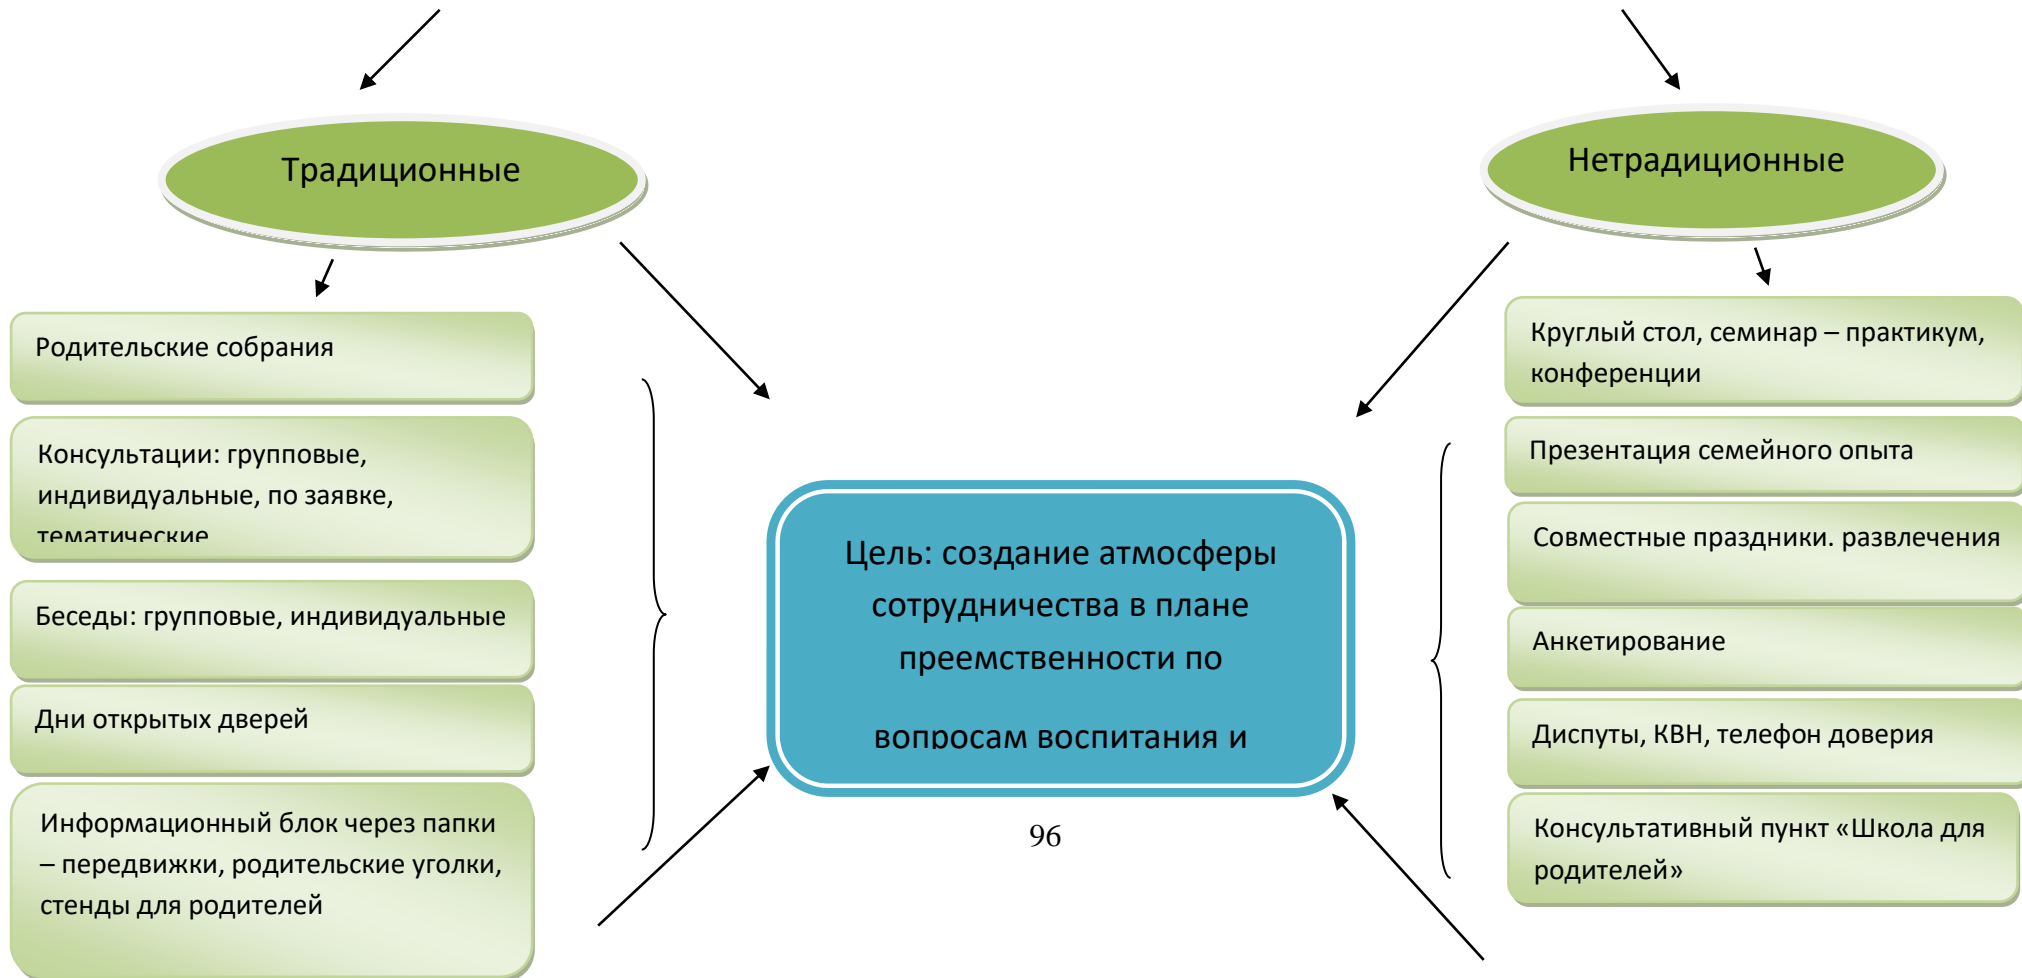 Традиционные
Нетрадиционные
Родительские собрания
Консультации: групповые,
индивидуальные, по заявке,
тематические
Беседы: групповые, индивидуальные
Дни открытых дверей
Информационный блок через папки
– передвижки, родительские уголки,
стенды для родителей
Цель: создание атмосферы
сотрудничества в плане
преемственности по
вопросам воспитания и
96
Круглый стол, семинар – практикум,
конференции
Презентация семейного опыта
Совместные праздники. развлечения
Анкетирование
Диспуты, КВН, телефон доверия
Консультативный пункт «Школа для
родителей»